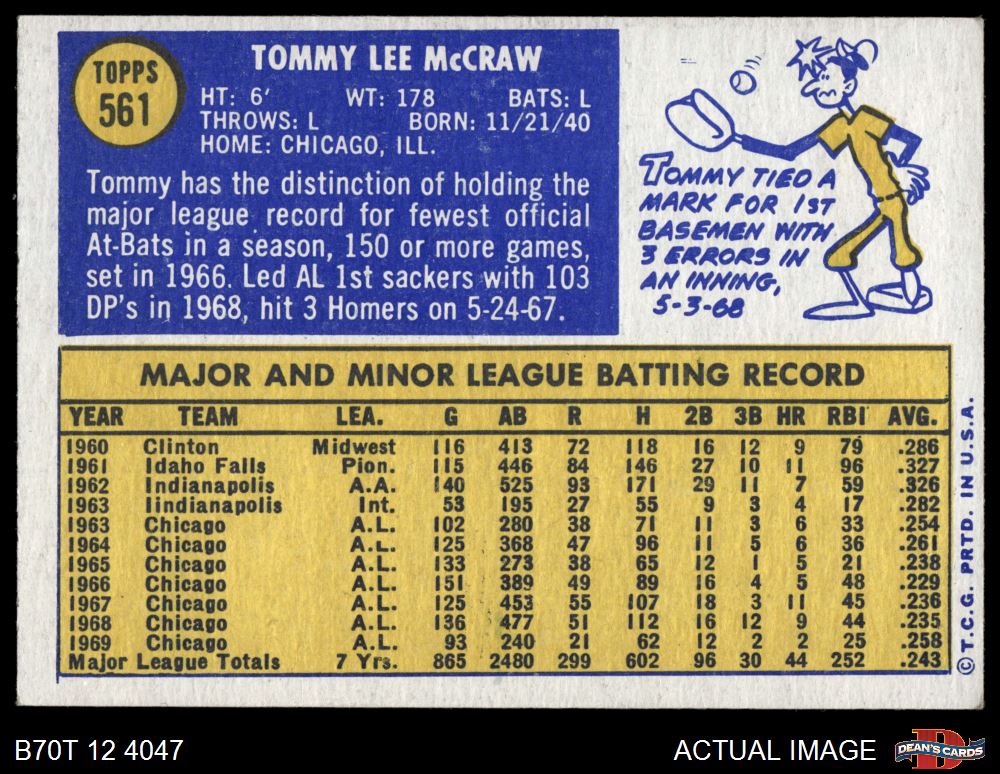 TOPPS
561
TOMMY LEE McCRAW
HT: 6' WT: 178 BATS: L
THROWS: L BORN: 11/21/40
HOME: CHICAGO, ILL.
Tommy has the distinction of holding the
major league record for fewest official
At-Bats in a season, 150 or more games,
set in 1966. Led AL 1st sackers with 103
DP's in 1968, hit 3 Homers on 5-24-67.
TOMMY TIED A
MARK FOR 1ST
BASEMEN WITH
3 ERRORS IN
AN INNING,
5-3-68
MAJOR AND MINOR LEAGUE BATTING RECORD
YEAR TEAM LEA. G AB R H 2B 3B HR RBI AVG.
1960 Clinton Midwest 116 413 72 118 16 12 9 79 .286
1961 Idaho Falls Pion. 115 446 84 146 27 10 11 96 .327
1962 Indianapolis A.A. 140 525 93 171 29 11 7 59 .326
1963 Iindianipolis Int. 53 195 27 55 9 3 4 17 .282
1963 Chicago A.L. 102 280 38 71 11 3 6 33 .254
1964 Chicago A.L. 125 368 47 96 11 5 6 36 .261
1965 Chicago A.L. 133 273 38 65 12 1 5 21 .238
1966 Chicago A.L. 151 389 49 89 16 4 5 48 .229
1967 Chicago A.L. 125 453 55 107 18 3 11 45 .236
1968 Chicago A.L. 136 477 51 112 16 12 9 44 .235
1969 Chicago A.L. 93 240 21 62 12 2 2 25 .258
Major League Totals 7 Yrs. 865 2480 299 602 96 30 44 252 .243
© T.C.G. PRTD. IN U.S.A.
B70T 12 4047
ACTUAL IMAGE
DEAN'S CARDS